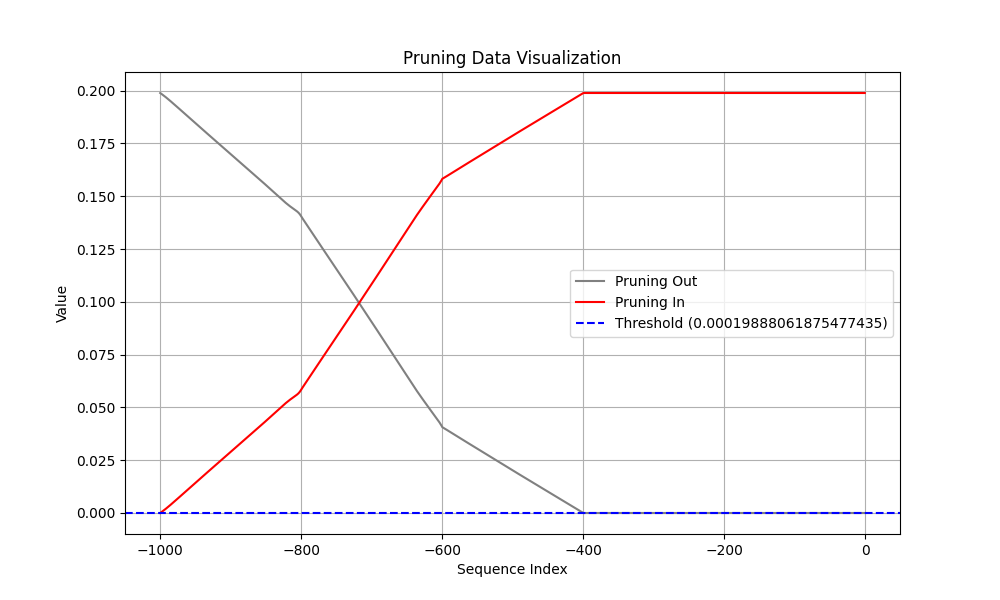 Pruning Data Visualization
Value
0.200
0.175
0.150
0.125
0.100
0.075
0.050
0.025
0.000
Pruning Out
Pruning In
Threshold (0.00019888061875477435)
−1000 −800 −600 −400 −200 0
Sequence Index